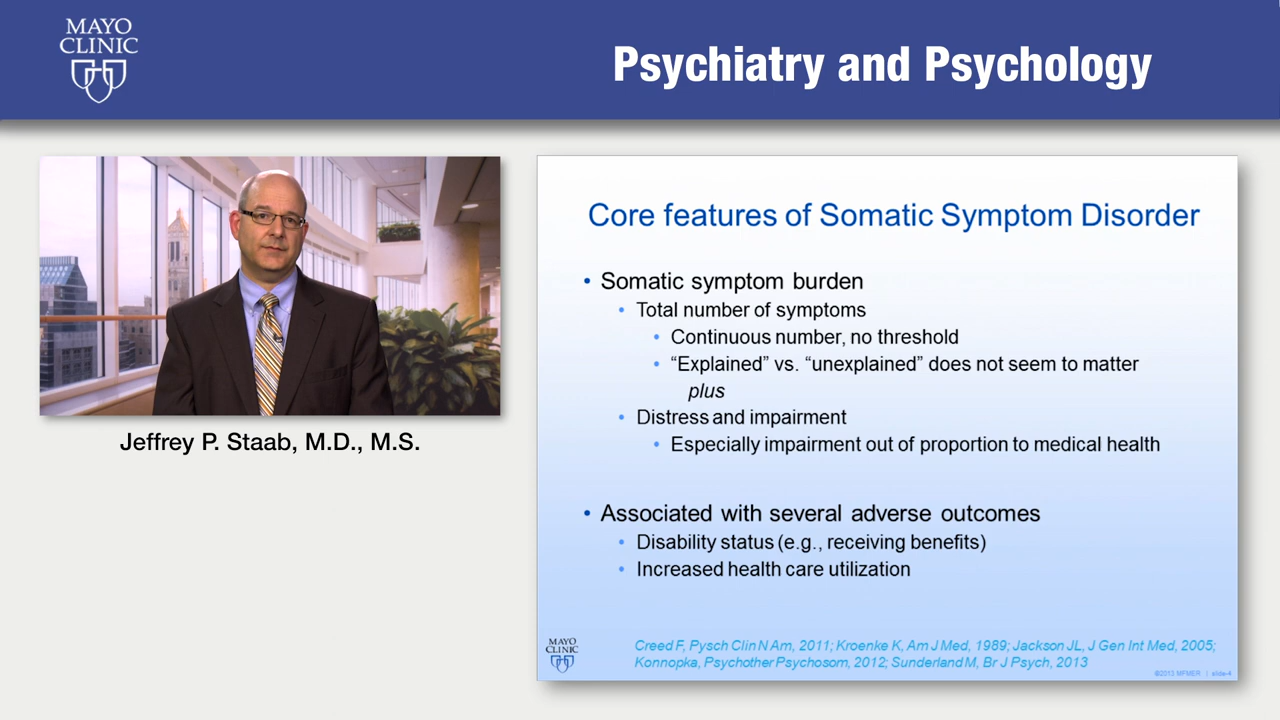 MAYO
CLINIC
Psychiatry and Psychology
Jeffrey P. Staab, M.D., M.S.
Core features of Somatic Symptom Disorder
• Somatic symptom burden
• Total number of symptoms
• Continuous number, no threshold
• “Explained” vs. “unexplained” does not seem to matter
plus
• Distress and impairment
• Especially impairment out of proportion to medical health
• Associated with several adverse outcomes
• Disability status (e.g., receiving benefits)
• Increased health care utilization
MAYO
CLINIC
Creed F, Pysch Clin N Am, 2011; Kroenke K, Am J Med, 1989; Jackson JL, J Gen Int Med, 2005;
Konnopka, Psychother Psychosom, 2012; Sunderland M, Br J Psych, 2013
©2013 MFMER | slide-4